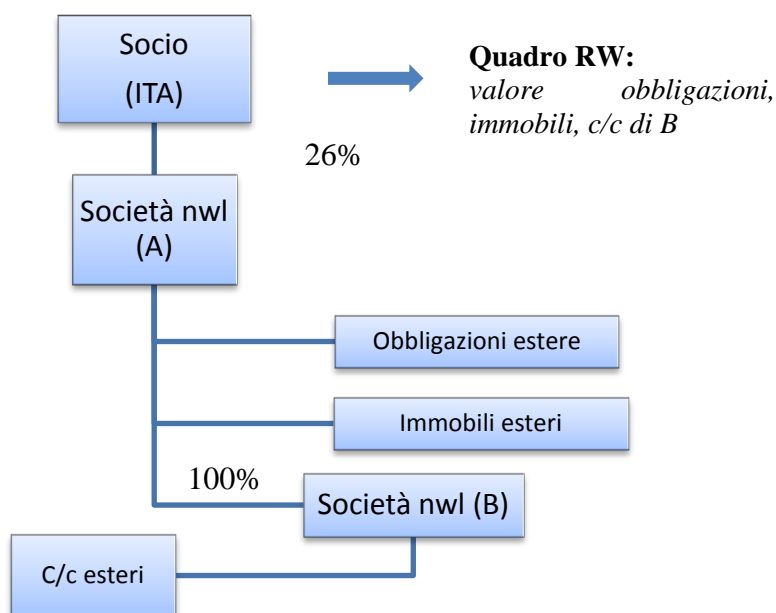 Socio
(ITA)
Quadro RW:
valore obbligazioni,
immobili, c/c di B
26%
Società nwl
(A)
Obbligazioni estere
Immobili esteri
100%
Società nwl (B)
C/c esteri